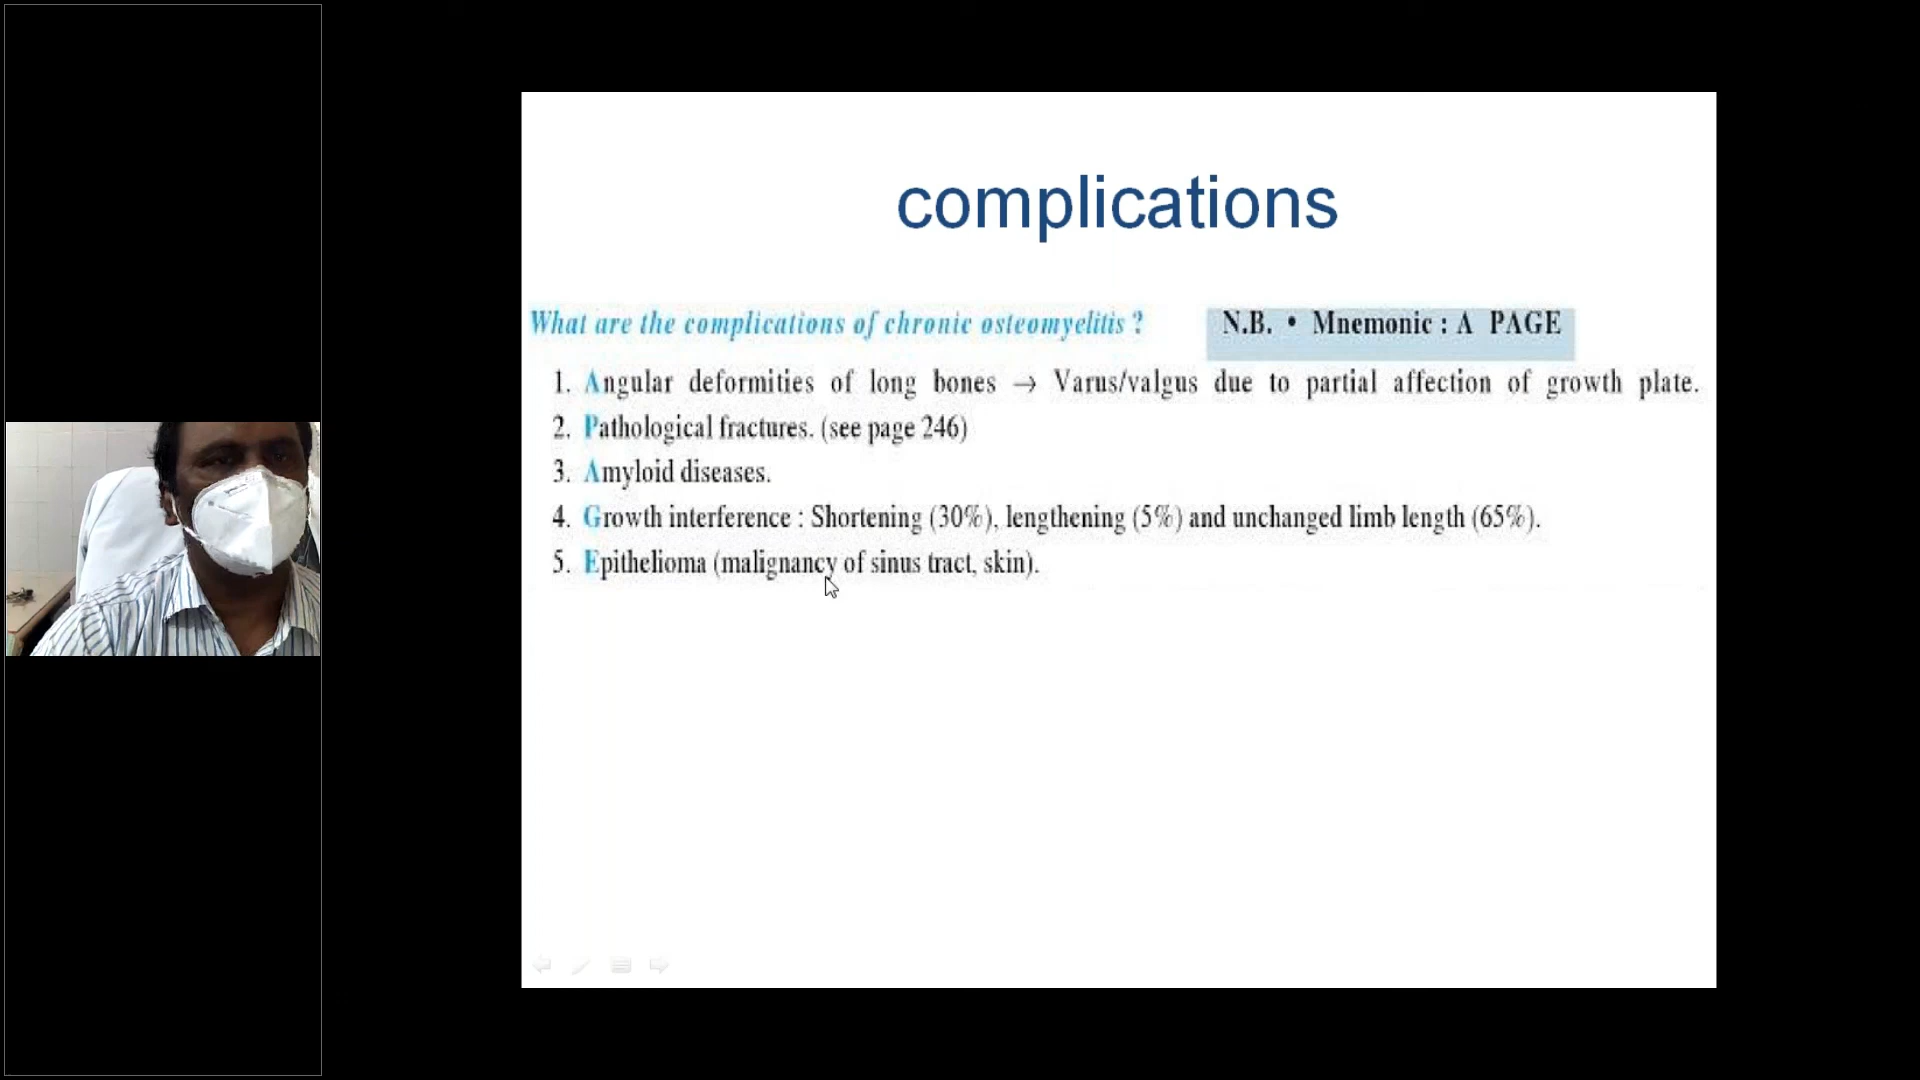 complications
What are the complications of chronic osteomyelitis ?
N.B. • Mnemonic : A PAGE
1. Angular deformities of long bones → Varus/valgus due to partial affection of growth plate.
2. Pathological fractures. (see page 246)
3. Amyloid diseases.
4. Growth interference : Shortening (30%), lengthening (5%) and unchanged limb length (65%).
5. Epithelioma (malignancy of sinus tract, skin).